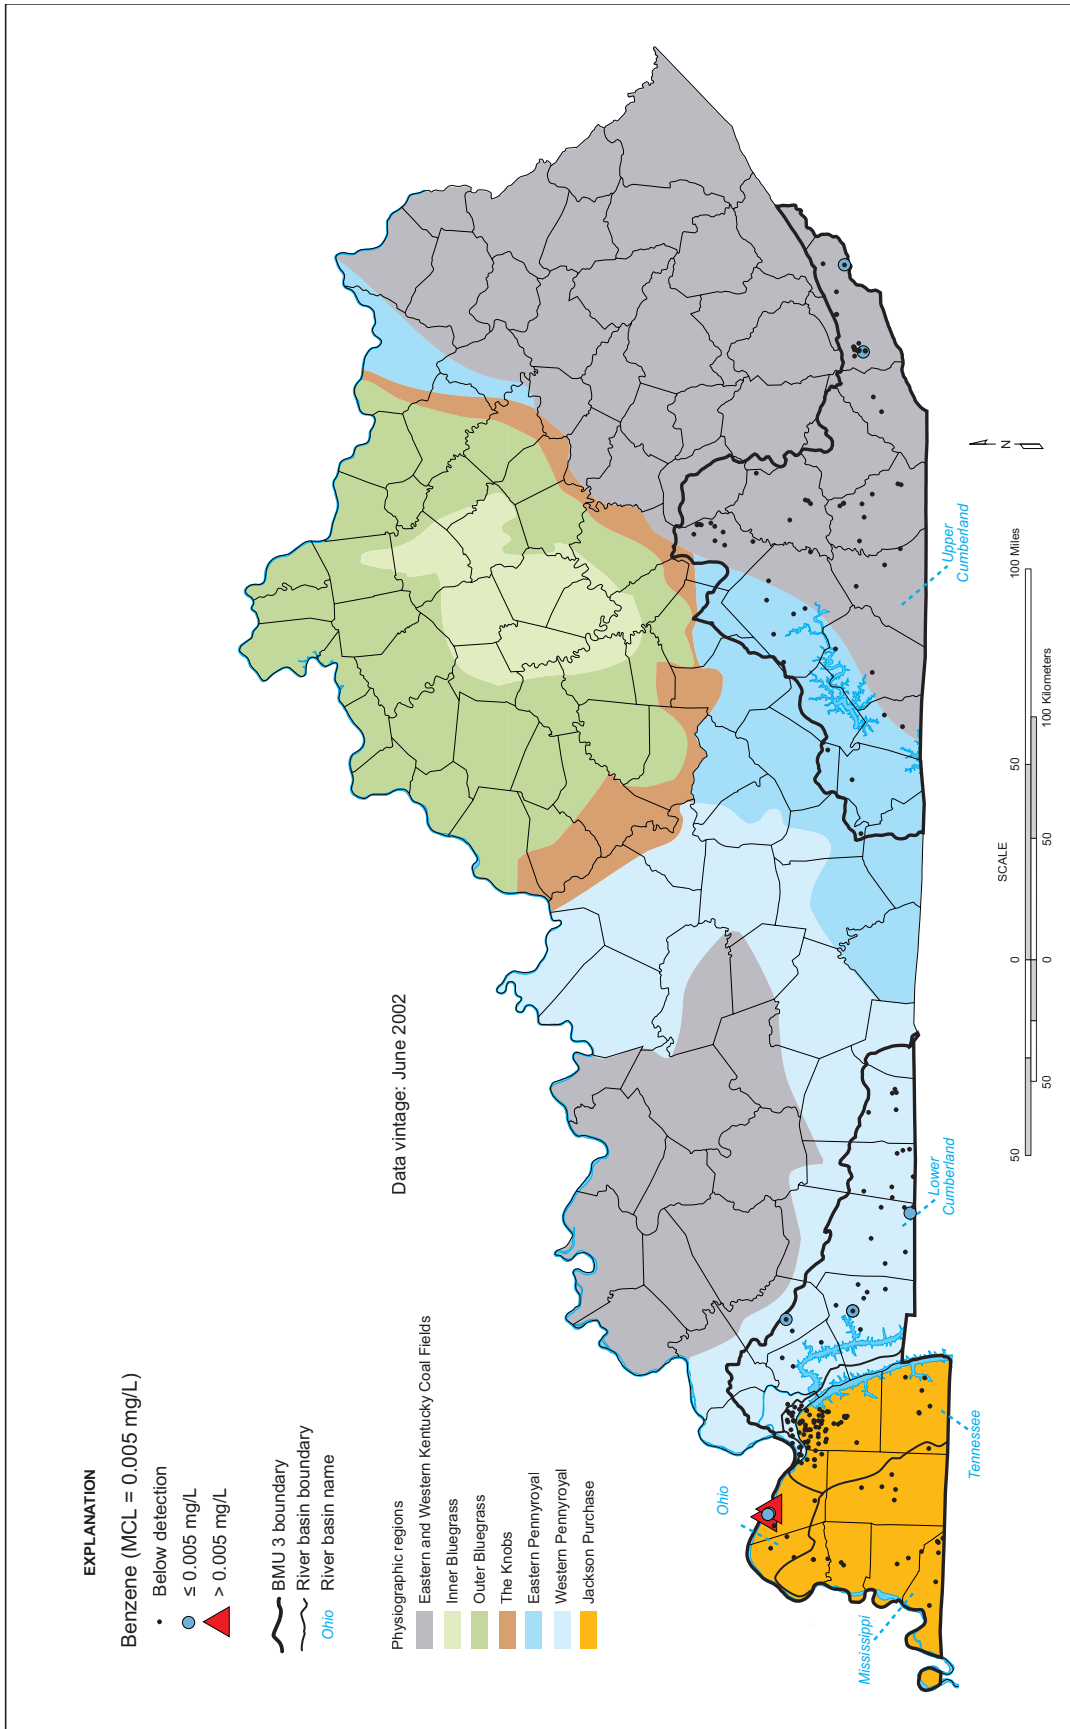 EXPLANATION
Benzene (MCL = 0.005 mg/L)
Below detection
≤ 0.005 mg/L
> 0.005 mg/L
BMU 3 boundary
River basin boundary
Ohio River basin name
Physiographic regions
Eastern and Western Kentucky Coal Fields
Inner Bluegrass
Outer Bluegrass
The Knobs
Eastern Pennyroyal
Western Pennyroyal
Jackson Purchase
Data vintage: June 2002
Ohio
Mississippi
Tennessee
Lower
Cumberland
Upper
Cumberland
N
SCALE
50 0 50 100 Miles
50 0 50 100 Kilometers